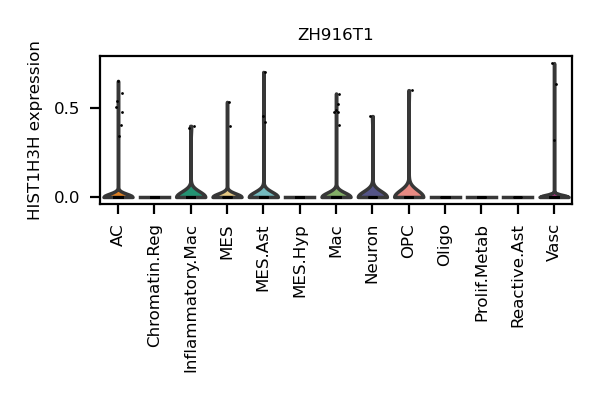 ZH916T1
HIST1H3H expression
0.5
0.0
AC
Chromatin.Reg
Inflammatory.Mac
MES
MES.Ast
MES.Hyp
Mac
Neuron
OPC
Oligo
Prolif.Metab
Reactive.Ast
Vasc